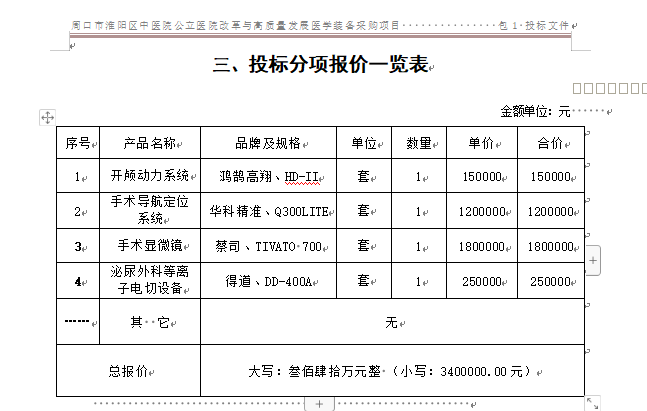 周口市淮阳区中医院公立医院改革与高质量发展医学装备采购项目 包 1 投标文件
三、投标分项报价一览表
金额单位：元
序号 产品名称 品牌及规格 单位 数量 单价 合价
1 开颅动力系统 鸿鹄高翔、HD-II 套 1 150000 150000
2 手术导航定位系统 华科精准、Q300LITE 套 1 1200000 1200000
3 手术显微镜 蔡司、TIVATO 700 套 1 1800000 1800000
4 泌尿外科等离子电切设备 得道、DD-400A 套 1 250000 250000
…… 其 它 无
总报价 大写：叁佰肆拾万元整 （小写：3400000.00 元）